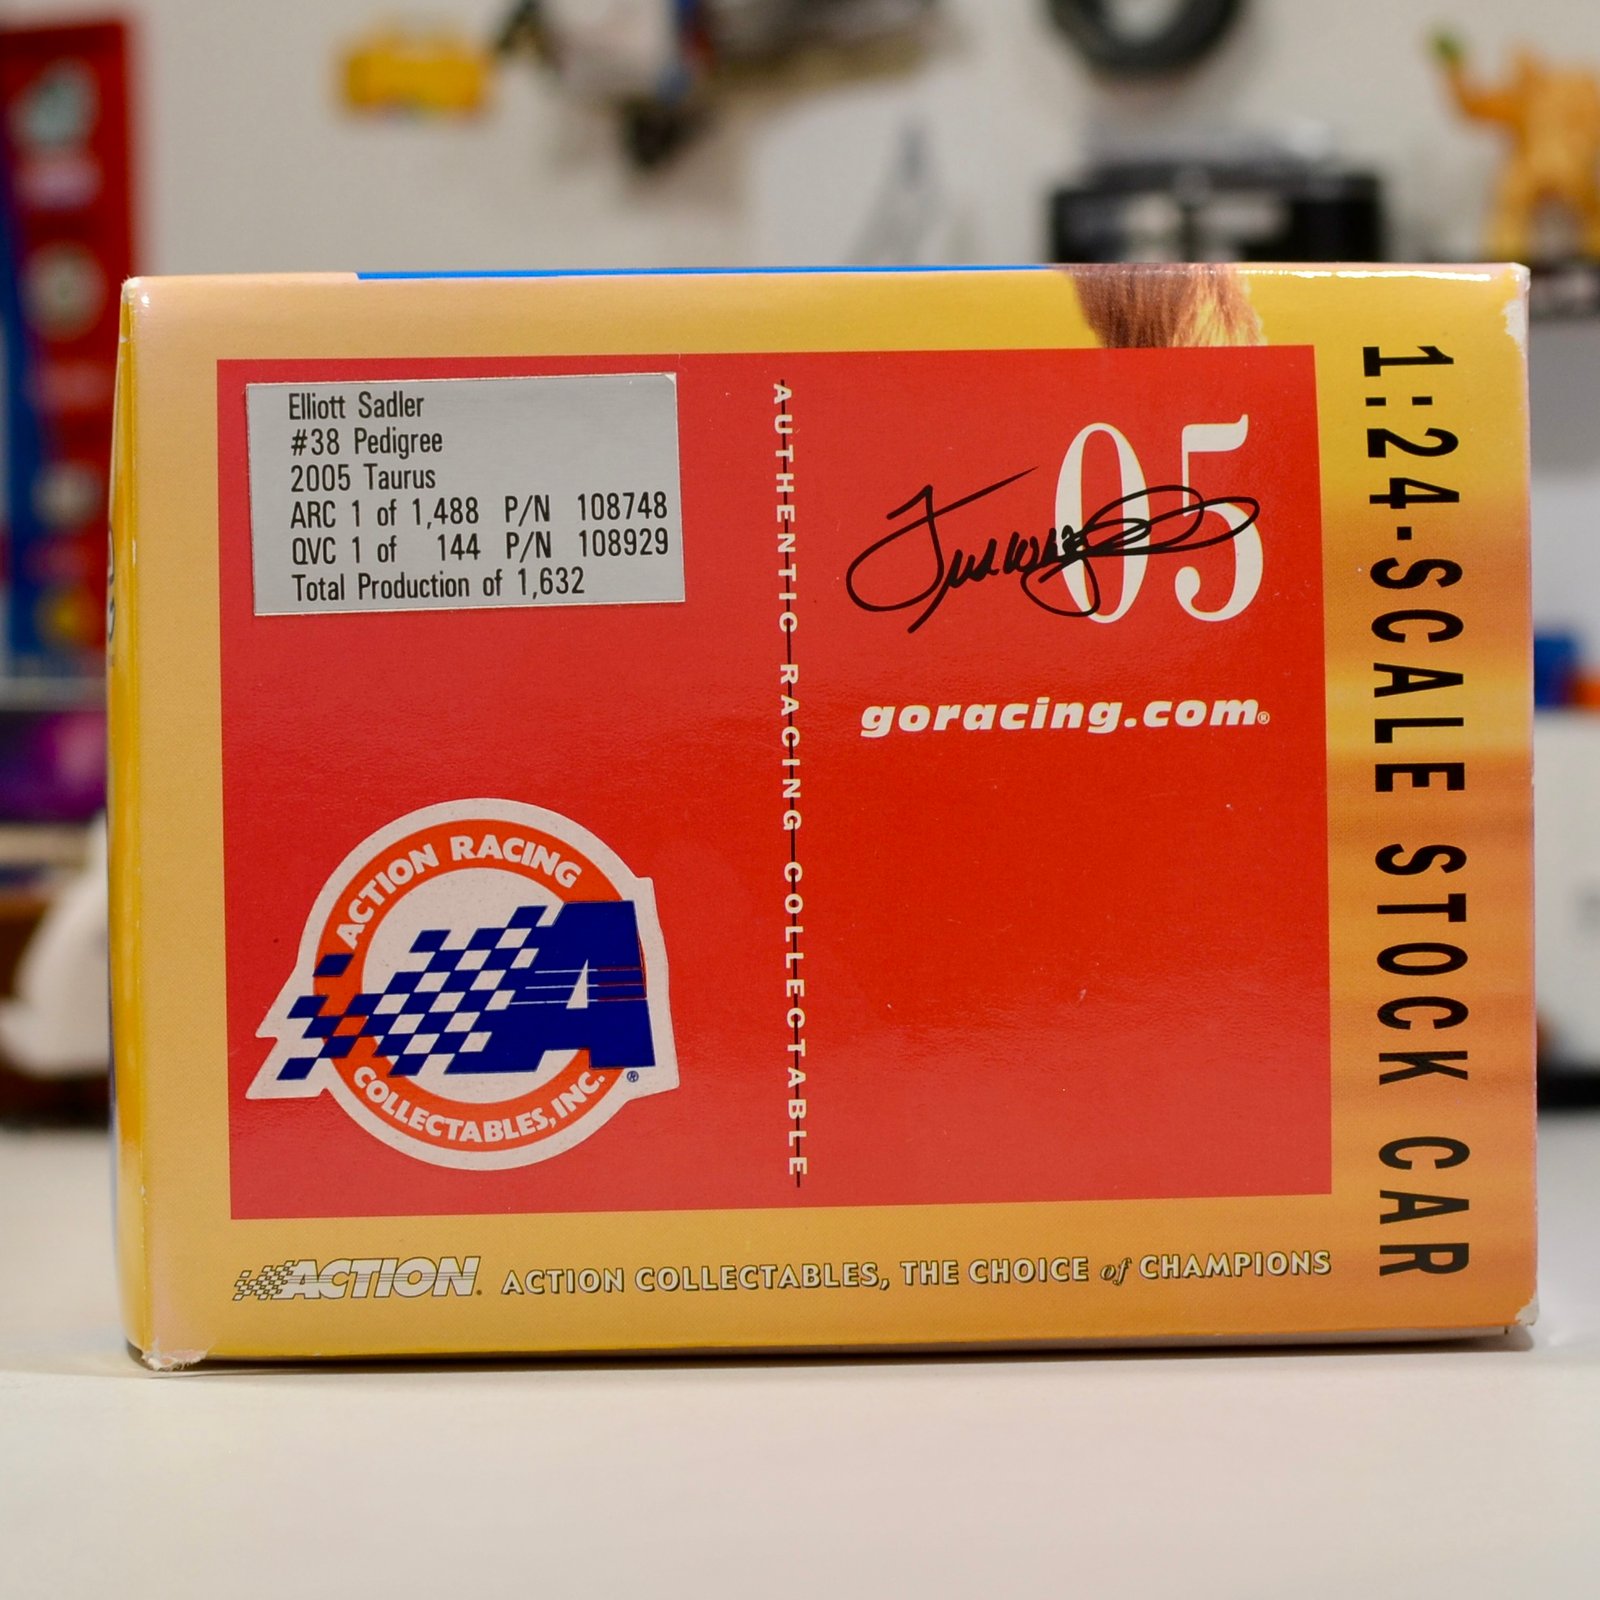 Elliott Sadler
#38 Pedigree
2005 Taurus
ARC 1 of 1,488 P/N 108748
QVC 1 of 144 P/N 108929
Total Production of 1,632
AUTHENTIC RACING COLLECTABLE
05
goracing.com®
ACTION RACING
A
COLLECTABLES, INC.
®
ACTION. ACTION COLLECTABLES, THE CHOICE of CHAMPIONS
1:24-SCALE STOCK CAR